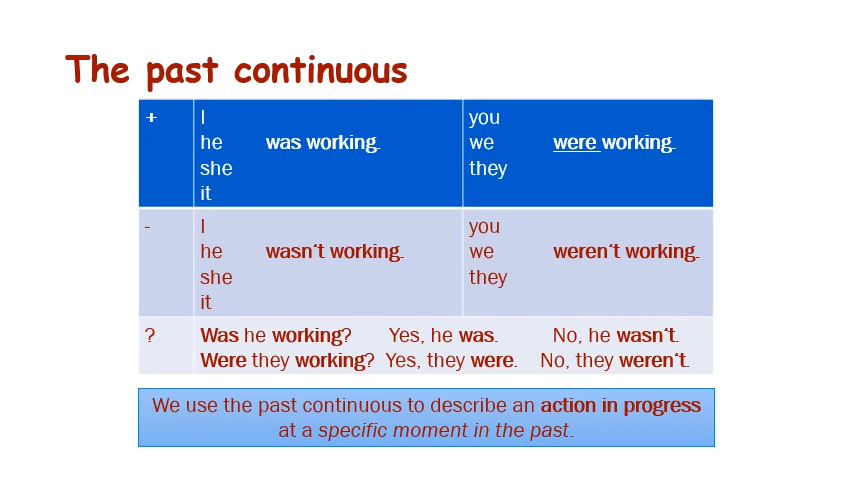 The past continuous
+
I
he was working.
she
it
you
we were working.
they
-
I
he wasn‘t working.
she
it
you
we weren‘t working.
they
? Was he working? Yes, he was. No, he wasn‘t.
Were they working? Yes, they were. No, they weren‘t.
We use the past continuous to describe an action in progress
at a specific moment in the past.